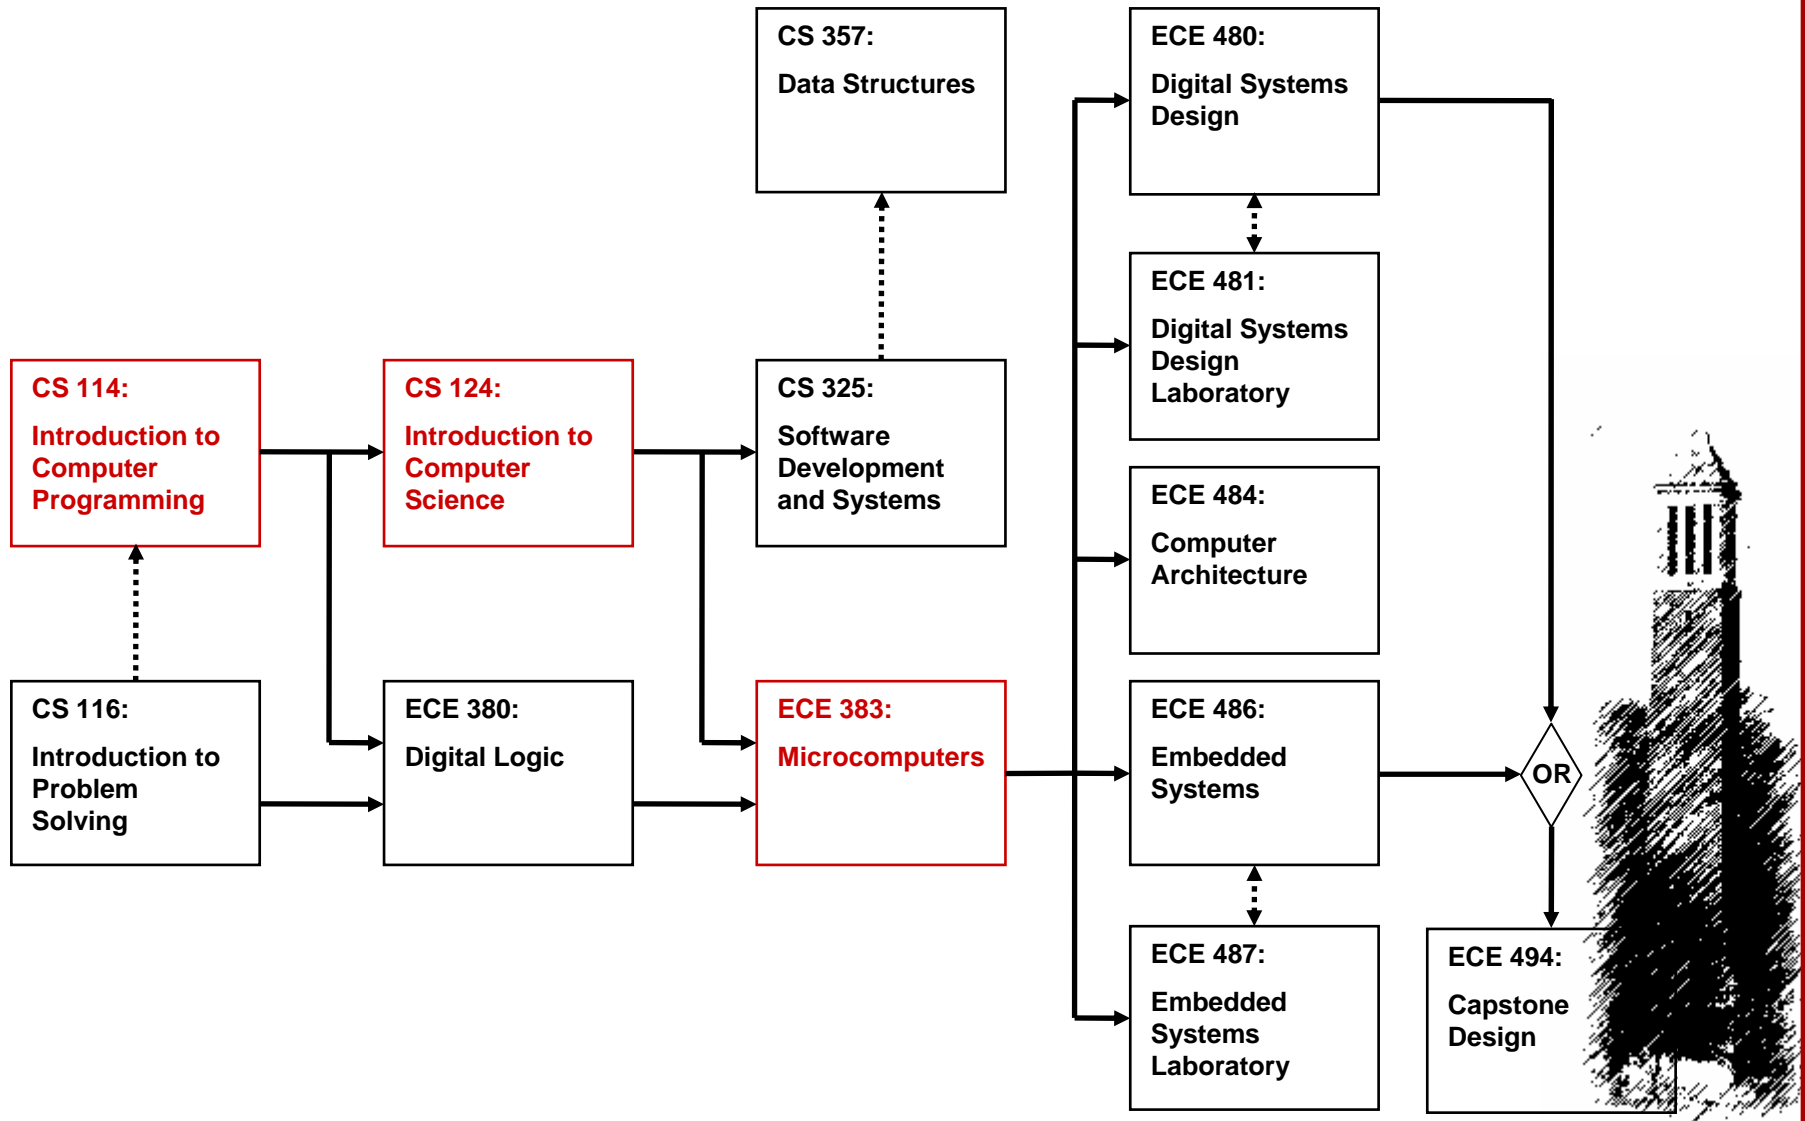 CS 357:
Data Structures
ECE 480:
Digital Systems
Design
ECE 481:
Digital Systems
Design
Laboratory
CS 114:
Introduction to
Computer
Programming
CS 124:
Introduction to
Computer
Science
CS 325:
Software
Development
and Systems
ECE 484:
Computer
Architecture
CS 116:
Introduction to
Problem
Solving
ECE 380:
Digital Logic
ECE 383:
Microcomputers
ECE 486:
Embedded
Systems
OR
ECE 487:
Embedded
Systems
Laboratory
ECE 494:
Capstone
Design